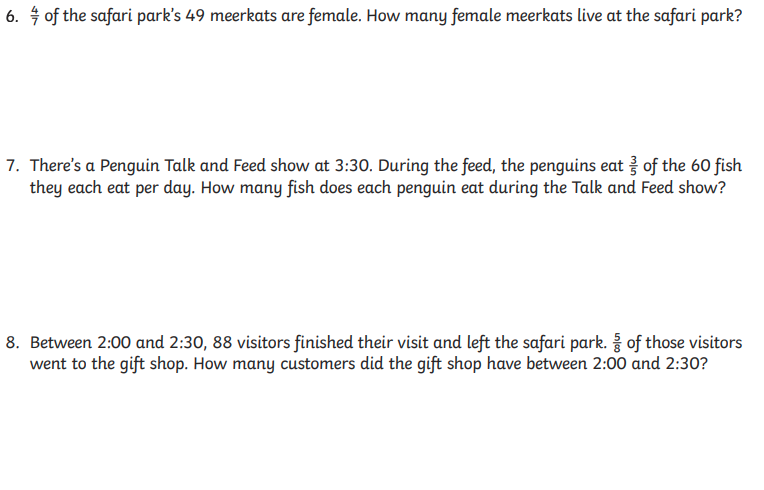 6. 4/7 of the safari park's 49 meerkats are female. How many female meerkats live at the safari park?
7. There's a Penguin Talk and Feed show at 3:30. During the feed, the penguins eat 3/5 of the 60 fish
they each eat per day. How many fish does each penguin eat during the Talk and Feed show?
8. Between 2:00 and 2:30, 88 visitors finished their visit and left the safari park. 5/8 of those visitors
went to the gift shop. How many customers did the gift shop have between 2:00 and 2:30?